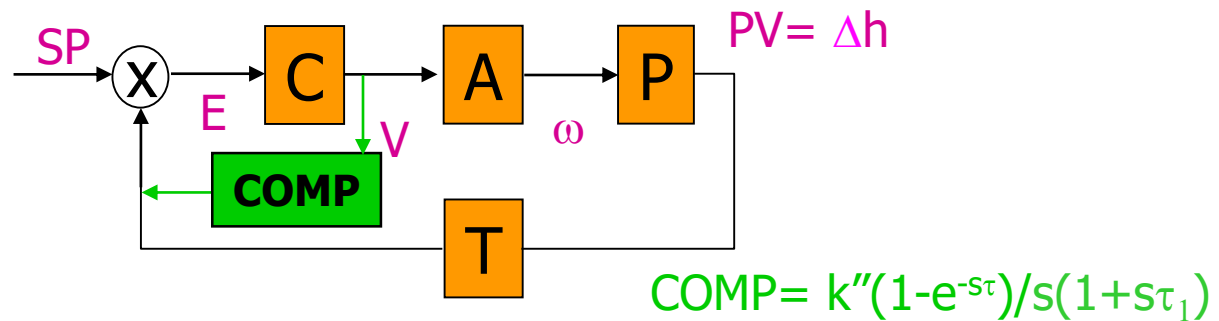 SP
X
E
C
V
A
ω
P
PV= Δh
COMP
T
COMP= k″(1-e^-sτ)/s(1+sτ₁)